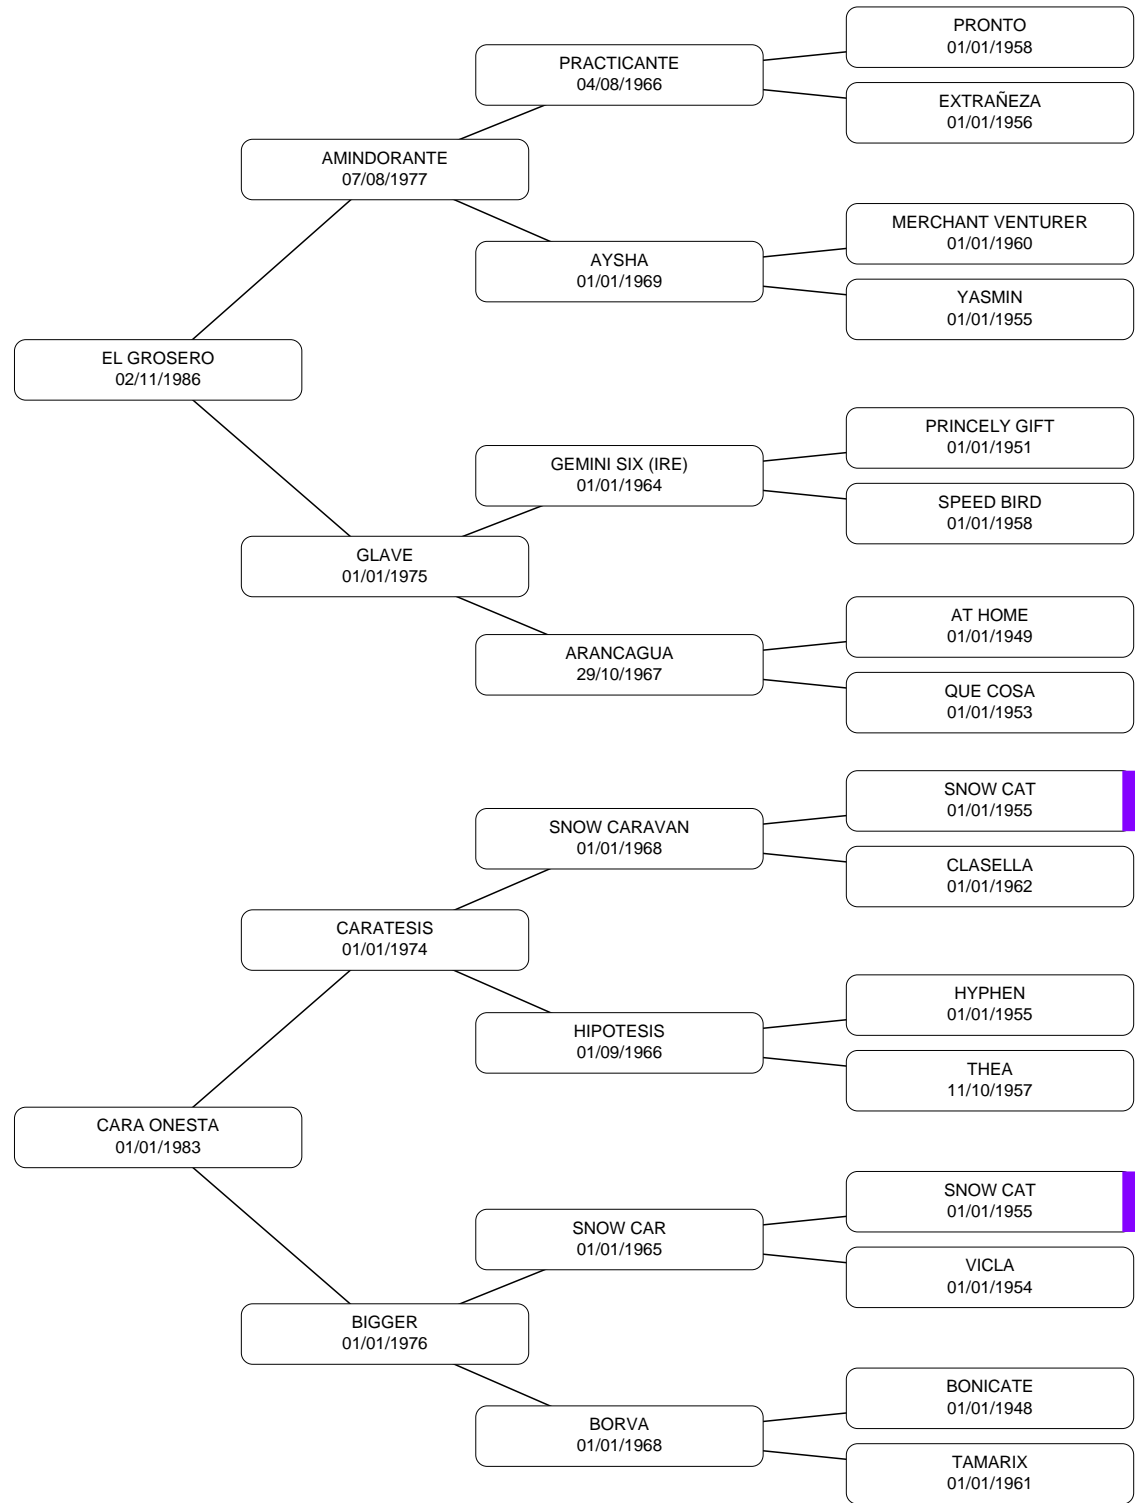 PRONTO
01/01/1958
PRACTICANTE
04/08/1966
EXTRAÑEZA
01/01/1956
AMINDORANTE
07/08/1977
MERCHANT VENTURER
01/01/1960
AYSHA
01/01/1969
YASMIN
01/01/1955
EL GROSERO
02/11/1986
PRINCELY GIFT
01/01/1951
GEMINI SIX (IRE)
01/01/1964
SPEED BIRD
01/01/1958
GLAVE
01/01/1975
AT HOME
01/01/1949
ARANCAGUA
29/10/1967
QUE COSA
01/01/1953
SNOW CAT
01/01/1955
SNOW CARAVAN
01/01/1968
CLASELLA
01/01/1962
CARATESIS
01/01/1974
HYPHEN
01/01/1955
HIPOTESIS
01/09/1966
THEA
11/10/1957
CARA ONESTA
01/01/1983
SNOW CAT
01/01/1955
SNOW CAR
01/01/1965
VICLA
01/01/1954
BIGGER
01/01/1976
BONICATE
01/01/1948
BORVA
01/01/1968
TAMARIX
01/01/1961